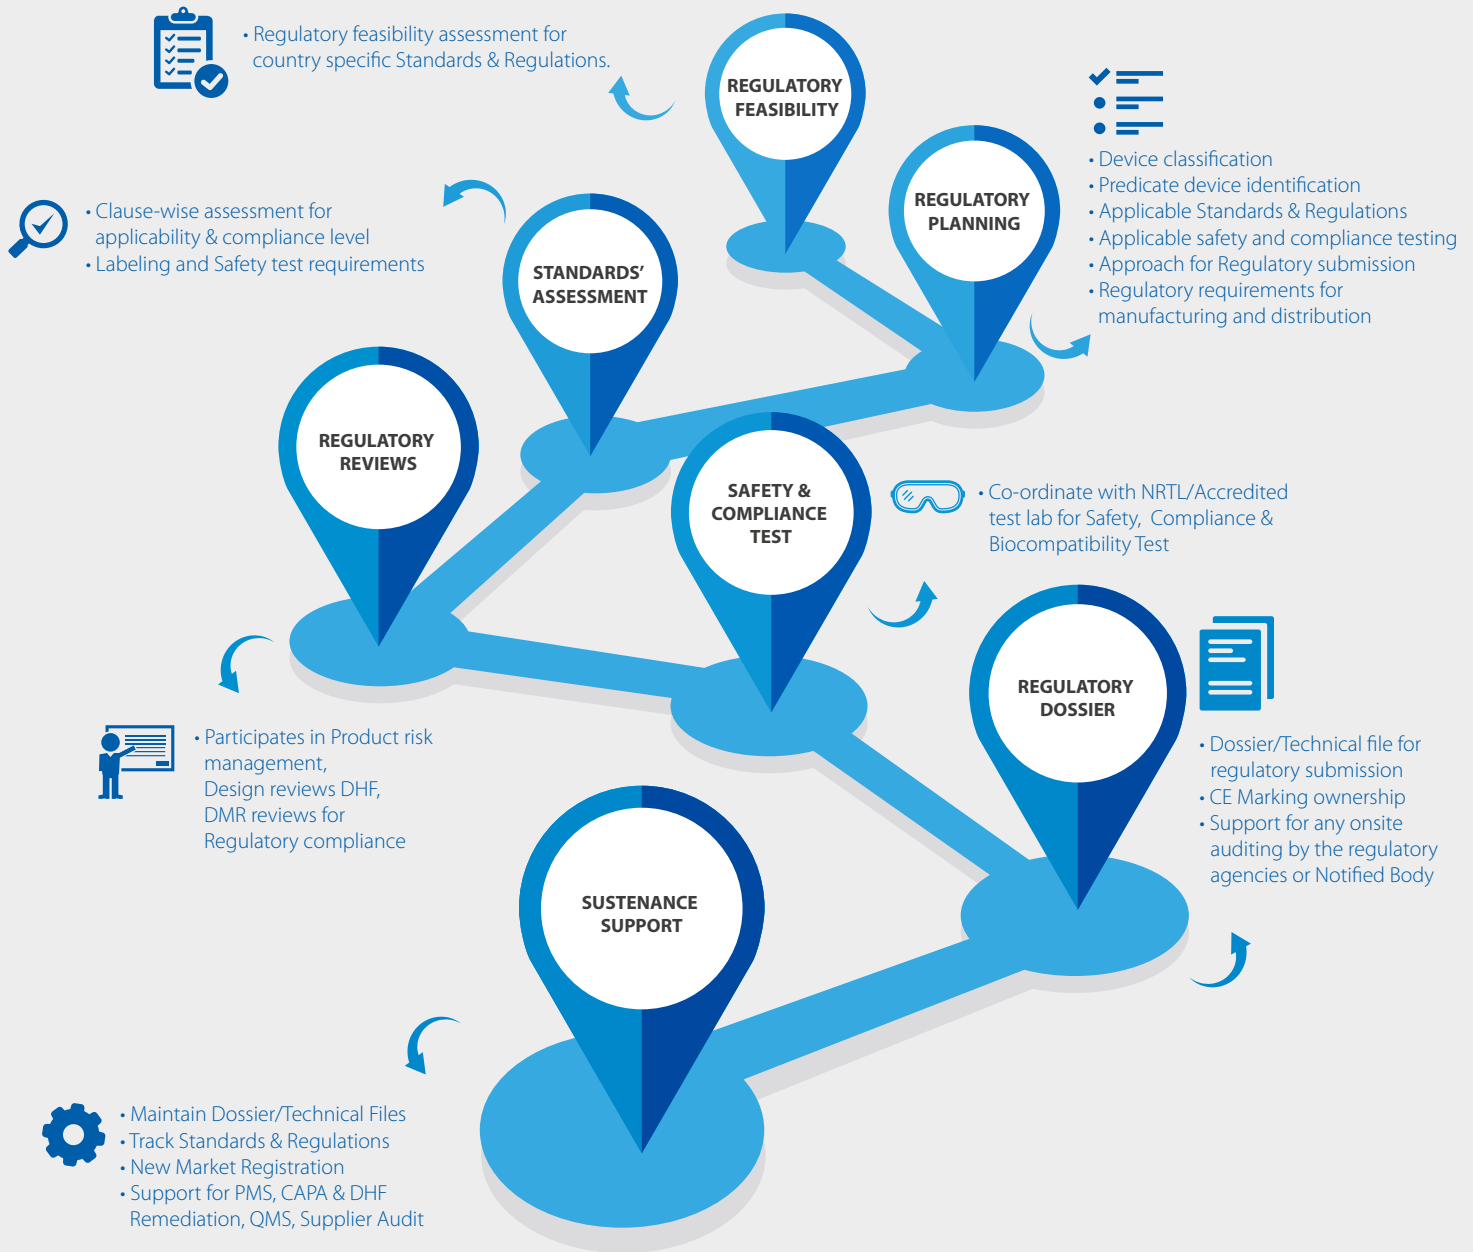 • Regulatory feasibility assessment for
country specific Standards & Regulations.
REGULATORY
FEASIBILITY
REGULATORY
PLANNING
• Device classification
• Predicate device identification
• Applicable Standards & Regulations
• Applicable safety and compliance testing
• Approach for Regulatory submission
• Regulatory requirements for
manufacturing and distribution
• Clause-wise assessment for
applicability & compliance level
• Labeling and Safety test requirements
STANDARDS’
ASSESSMENT
REGULATORY
REVIEWS
SAFETY &
COMPLIANCE
TEST
• Co-ordinate with NRTL/Accredited
test lab for Safety, Compliance &
Biocompatibility Test
• Participates in Product risk
management,
Design reviews DHF,
DMR reviews for
Regulatory compliance
REGULATORY
DOSSIER
• Dossier/Technical file for
regulatory submission
• CE Marking ownership
• Support for any onsite
auditing by the regulatory
agencies or Notified Body
SUSTENANCE
SUPPORT
• Maintain Dossier/Technical Files
• Track Standards & Regulations
• New Market Registration
• Support for PMS, CAPA & DHF
Remediation, QMS, Supplier Audit